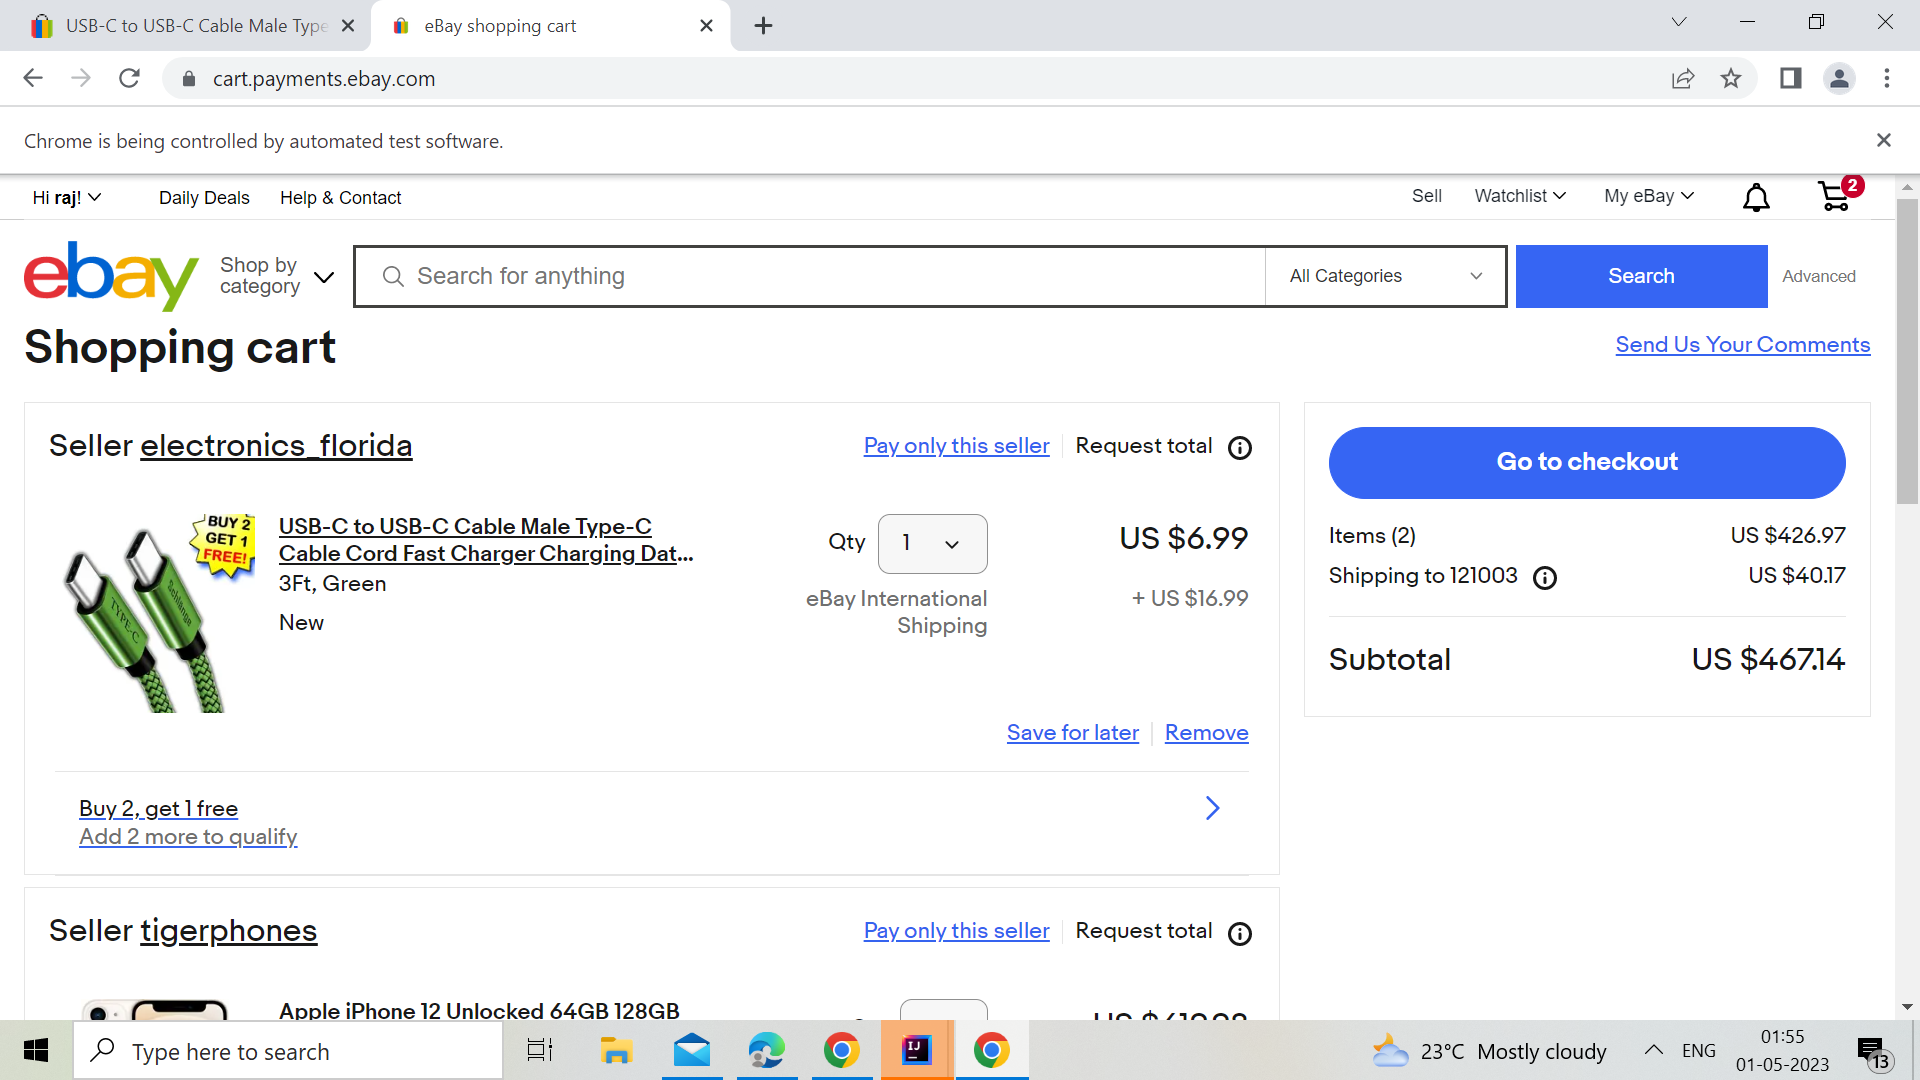 USB-C to USB-C Cable Male Type
eBay shopping cart
cart.payments.ebay.com
Chrome is being controlled by automated test software.
Hi raj!
Daily Deals
Help & Contact
Sell
Watchlist
My eBay
2
ebay
Shop by
category
Search for anything
All Categories
Search
Advanced
Shopping cart
Send Us Your Comments
Seller electronics_florida
Pay only this seller
Request total
BUY 2
GET 1
FREE!
TYPE-C
Schlange
USB-C to USB-C Cable Male Type-C
Cable Cord Fast Charger Charging Dat...
3Ft, Green
New
Qty
1
US $6.99
eBay International
Shipping
+ US $16.99
Save for later
Remove
Buy 2, get 1 free
Add 2 more to qualify
Go to checkout
Items (2)
US $426.97
Shipping to 121003
US $40.17
Subtotal
US $467.14
Seller tigerphones
Pay only this seller
Request total
Apple iPhone 12 Unlocked 64GB 128GB
Type here to search
IJ
23°C Mostly cloudy
ENG
01:55
01-05-2023
13